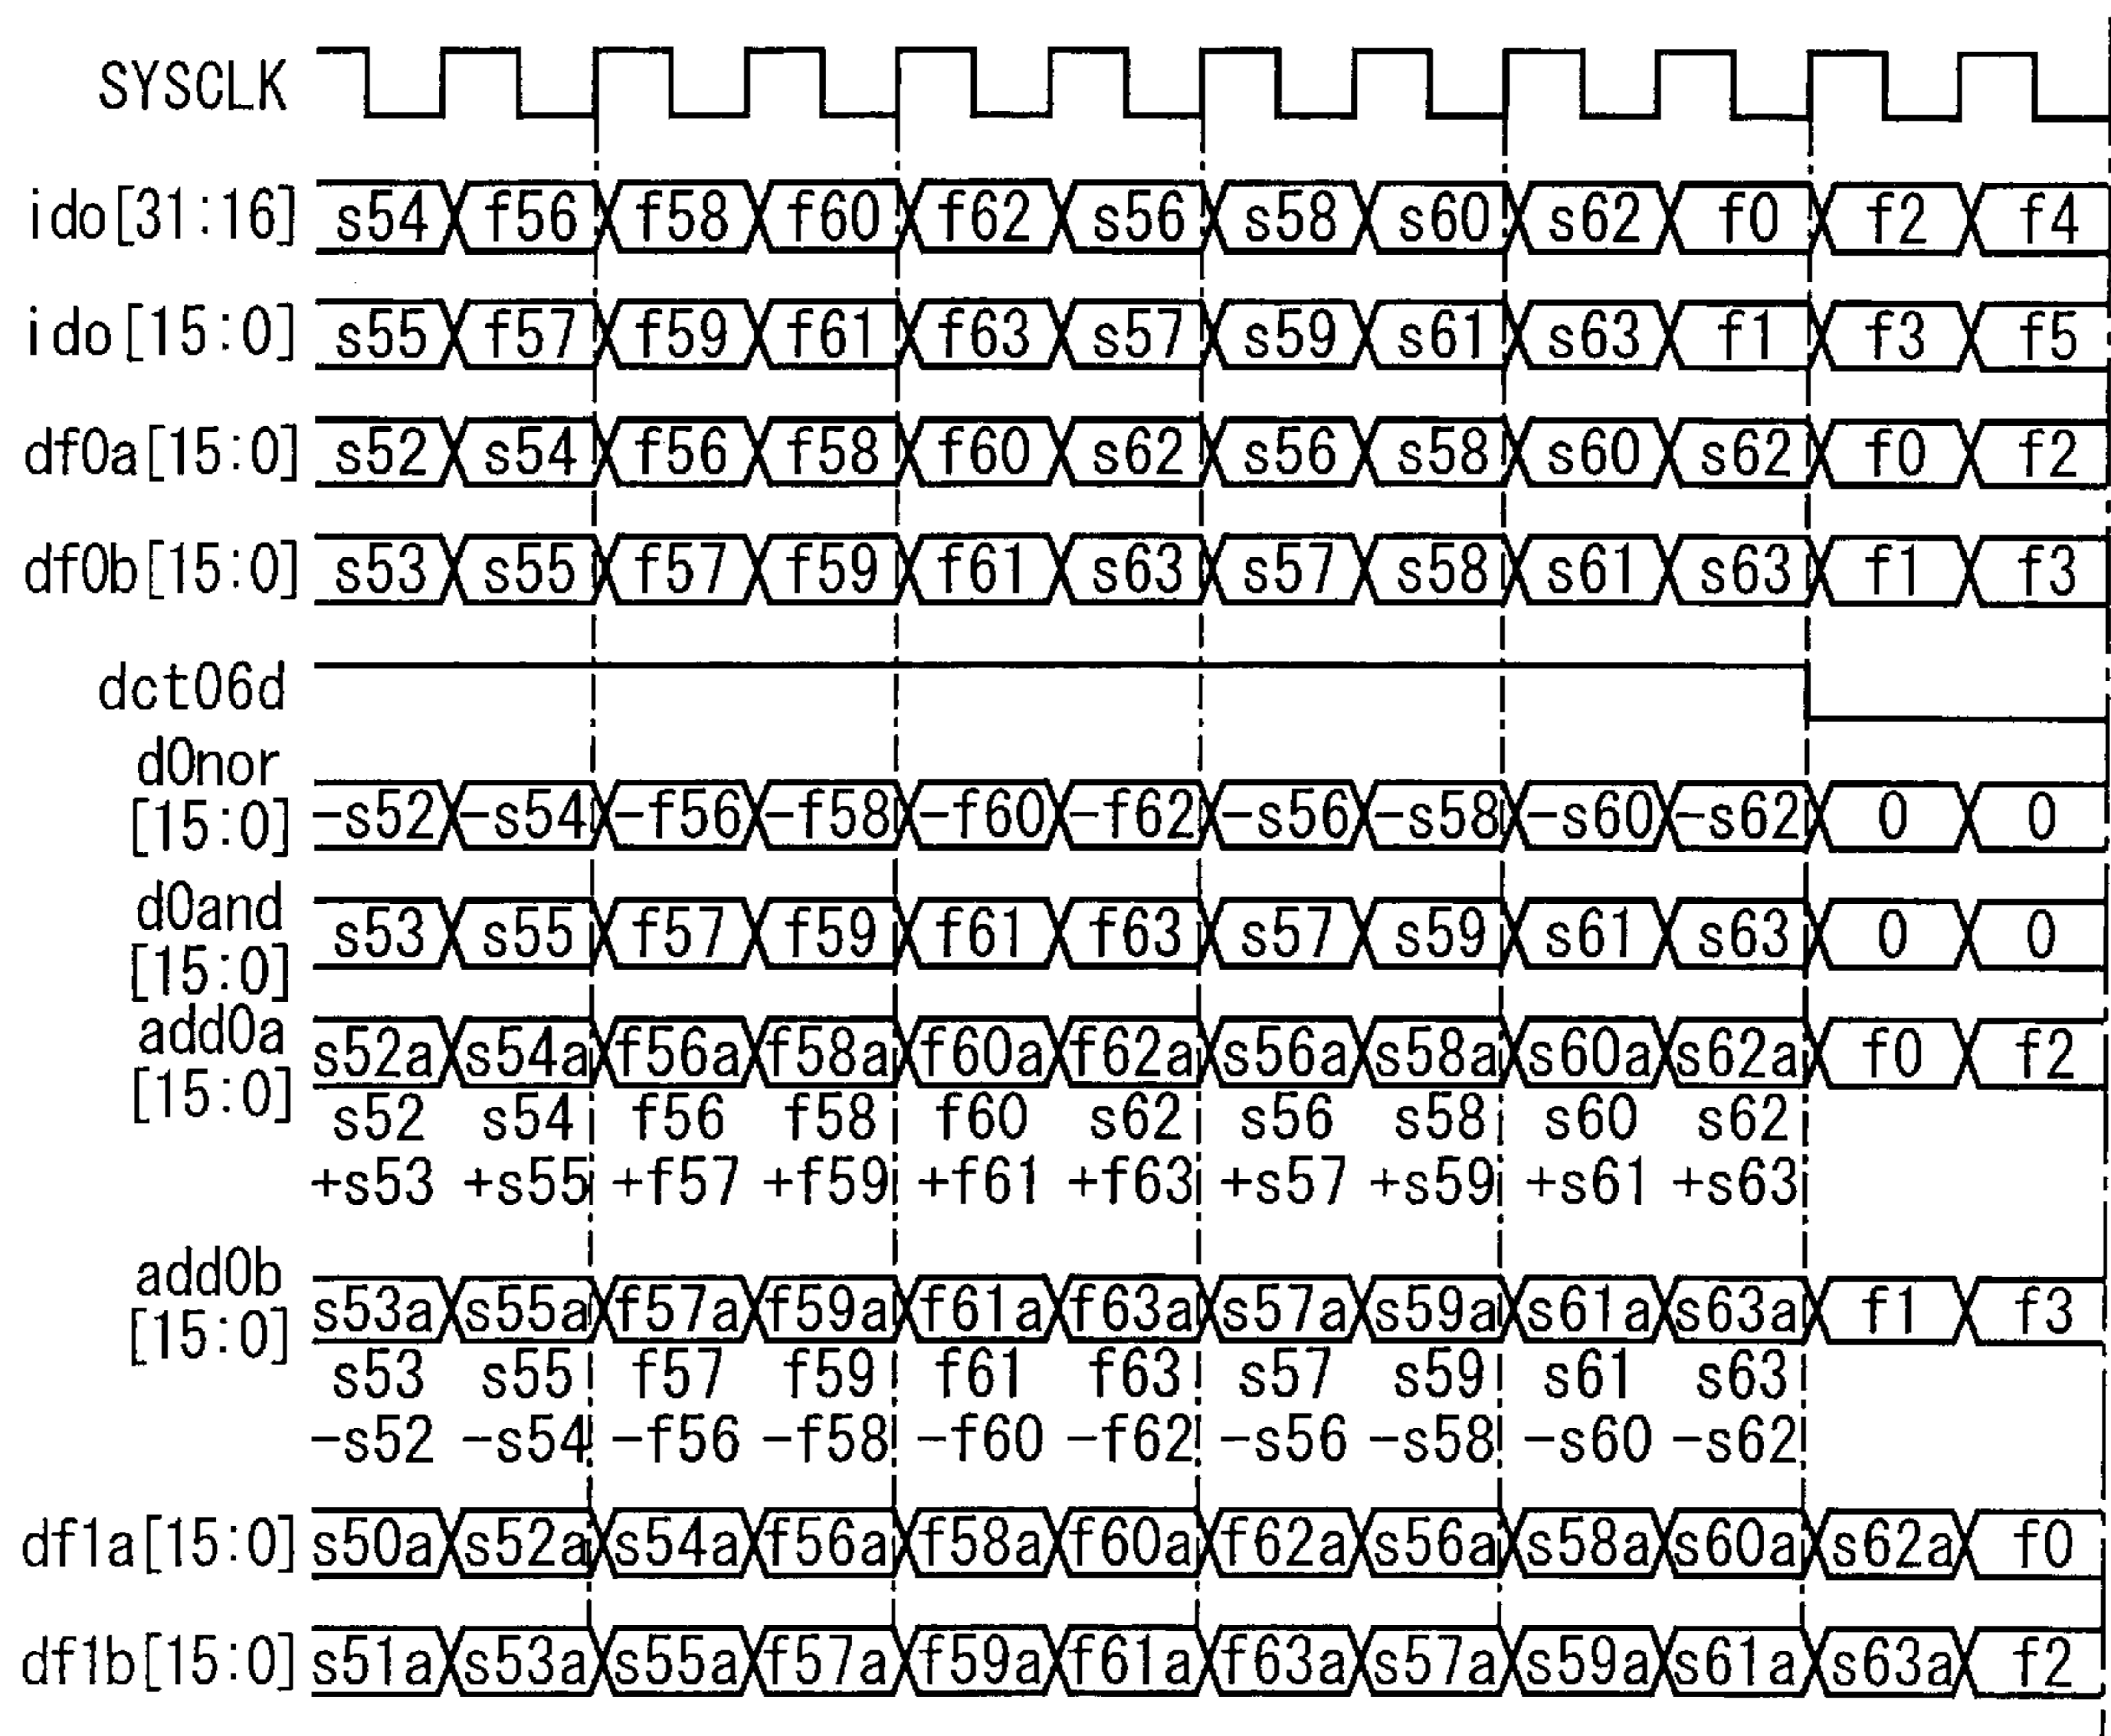 SYSCLK
ido[31:16] s54 f56 f58 f60 f62 s56 s58 s60 s62 f0 f2 f4
ido[15:0] s55 f57 f59 f61 f63 s57 s59 s61 s63 f1 f3 f5
df0a[15:0] s52 s54 f56 f58 f60 s62 s56 s58 s60 s62 f0 f2
df0b[15:0] s53 s55 f57 f59 f61 s63 s57 s58 s61 s63 f1 f3
dct06d
d0nor
[15:0] -s52 -s54 -f56 -f58 -f60 -f62 -s56 -s58 -s60 -s62 0 0
d0and
[15:0] s53 s55 f57 f59 f61 f63 s57 s59 s61 s63 0 0
add0a
[15:0] s52a s54a f56a f58a f60a f62a s56a s58a s60a s62a f0 f2
s52 s54 f56 f58 f60 s62 s56 s58 s60 s62
+s53 +s55 +f57 +f59 +f61 +f63 +s57 +s59 +s61 +s63
add0b
[15:0] s53a s55a f57a f59a f61a f63a s57a s59a s61a s63a f1 f3
s53 s55 f57 f59 f61 f63 s57 s59 s61 s63
-s52 -s54 -f56 -f58 -f60 -f62 -s56 -s58 -s60 -s62
df1a[15:0] s50a s52a s54a f56a f58a f60a f62a s56a s58a s60a s62a f0
df1b[15:0] s51a s53a s55a f57a f59a f61a f63a s57a s59a s61a s63a f2